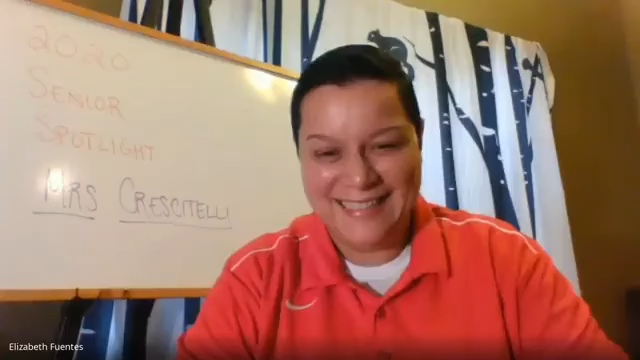 2020
SENIOR
SPOTLIGHT
MRS CRESCITELLI
Elizabeth Fuentes